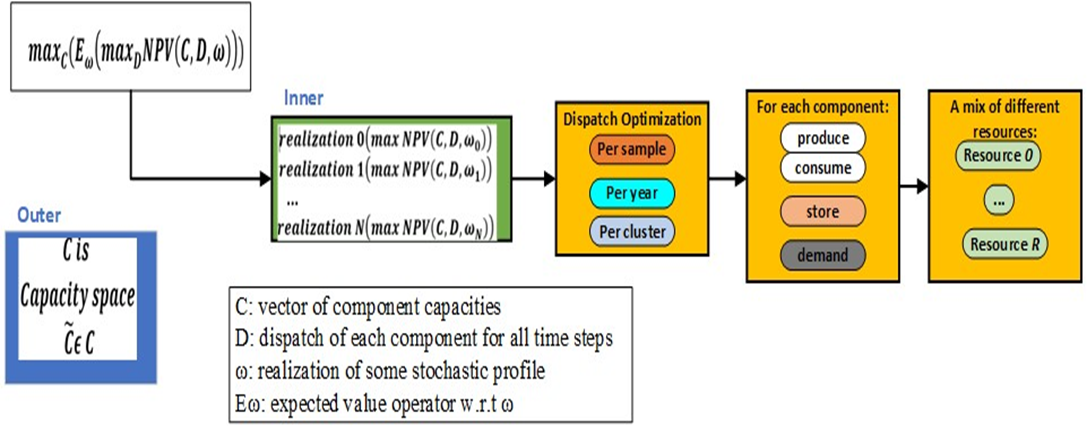 max_C(E_ω(max_D NPV(C, D, ω)))
Inner
realization 0(max NPV(C, D, ω₀))
realization 1(max NPV(C, D, ω₁))
...
realization N(max NPV(C, D, ω_N))
Dispatch Optimization
Per sample
Per year
Per cluster
For each component:
produce
consume
store
demand
A mix of different
resources:
Resource 0
...
Resource R
Outer
C is
Capacity space
C̃ϵ C
C: vector of component capacities
D: dispatch of each component for all time steps
ω: realization of some stochastic profile
Eω: expected value operator w.r.t ω